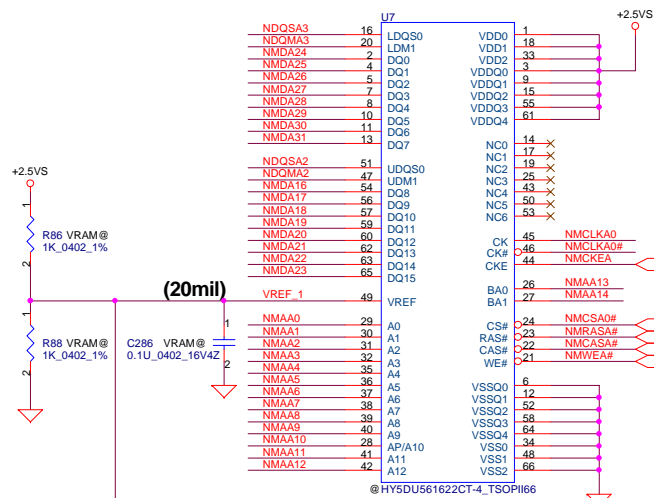 U7
NDQSA3 16 LDQS0 VDD0 1 +2.5VS
NDQMA3 20 LDM1 VDD1 18
NMDA24 2 DQ0 VDD2 33
NMDA25 4 DQ1 VDDQ0 3
NMDA26 5 DQ2 VDDQ1 9
NMDA27 7 DQ3 VDDQ2 15
NMDA28 8 DQ4 VDDQ3 55
NMDA29 10 DQ5 VDDQ4 61
NMDA30 11 DQ6
NMDA31 13 DQ7 NC0 14
NC1 17
NDQSA2 51 UDQS0 NC2 19
NDQMA2 47 UDM1 NC3 25
NMDA16 54 DQ8 NC4 43
NMDA17 56 DQ9 NC5 50
NMDA18 57 DQ10 NC6 53
NMDA19 59 DQ11
NMDA20 60 DQ12 CK 45 NMCLKA0
NMDA21 62 DQ13 CK# 46 NMCLKA0#
NMDA22 63 DQ14 CKE 44 NMCKEA
NMDA23 65 DQ15
BA0 26 NMAA13
VREF_1 49 VREF BA1 27 NMAA14
NMAA0 29 A0 CS# 24 NMCSA0#
NMAA1 30 A1 RAS# 23 NMRASA#
NMAA2 31 A2 CAS# 22 NMCASA#
NMAA3 32 A3 WE# 21 NMWEA#
NMAA4 35 A4
NMAA5 36 A5 VSSQ0 6
NMAA6 37 A6 VSSQ1 12
NMAA7 38 A7 VSSQ2 52
NMAA8 39 A8 VSSQ3 58
NMAA9 40 A9 VSSQ4 64
NMAA10 28 AP/A10 VSS0 34
NMAA11 41 A11 VSS1 48
NMAA12 42 A12 VSS2 66
@HY5DU561622CT-4_TSOPII66
+2.5VS
1
R86 VRAM@
1K_0402_1%
2
(20mil)
1
R88 VRAM@
1K_0402_1%
2
1
C286 VRAM@
0.1U_0402_16V4Z
2